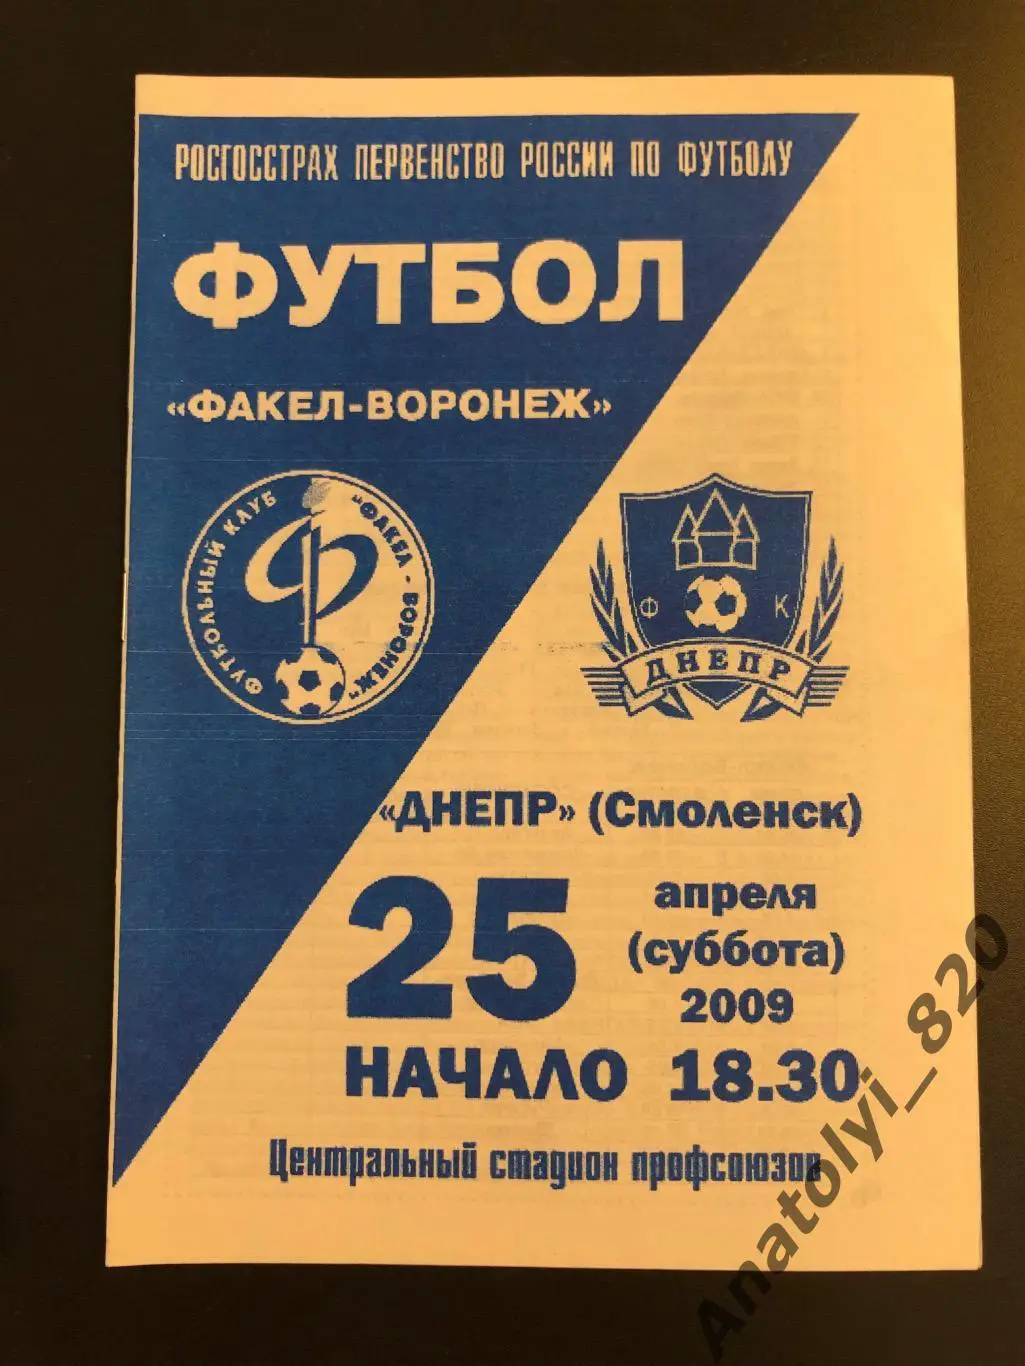 РОСГОССТРАХ ПЕРВЕНСТВО РОССИИ ПО ФУТБОЛУ
ФУТБОЛ
«ФАКЕЛ-ВОРОНЕЖ»
ФУТБОЛЬНЫЙ КЛУБ
"ФАКЕЛ - ВОРОНЕЖ"
Ф К
ДНЕПР
«ДНЕПР» (Смоленск)
25 апреля
(суббота)
2009
НАЧАЛО 18.30
Центральный стадион профсоюзов
Anatolyi_820